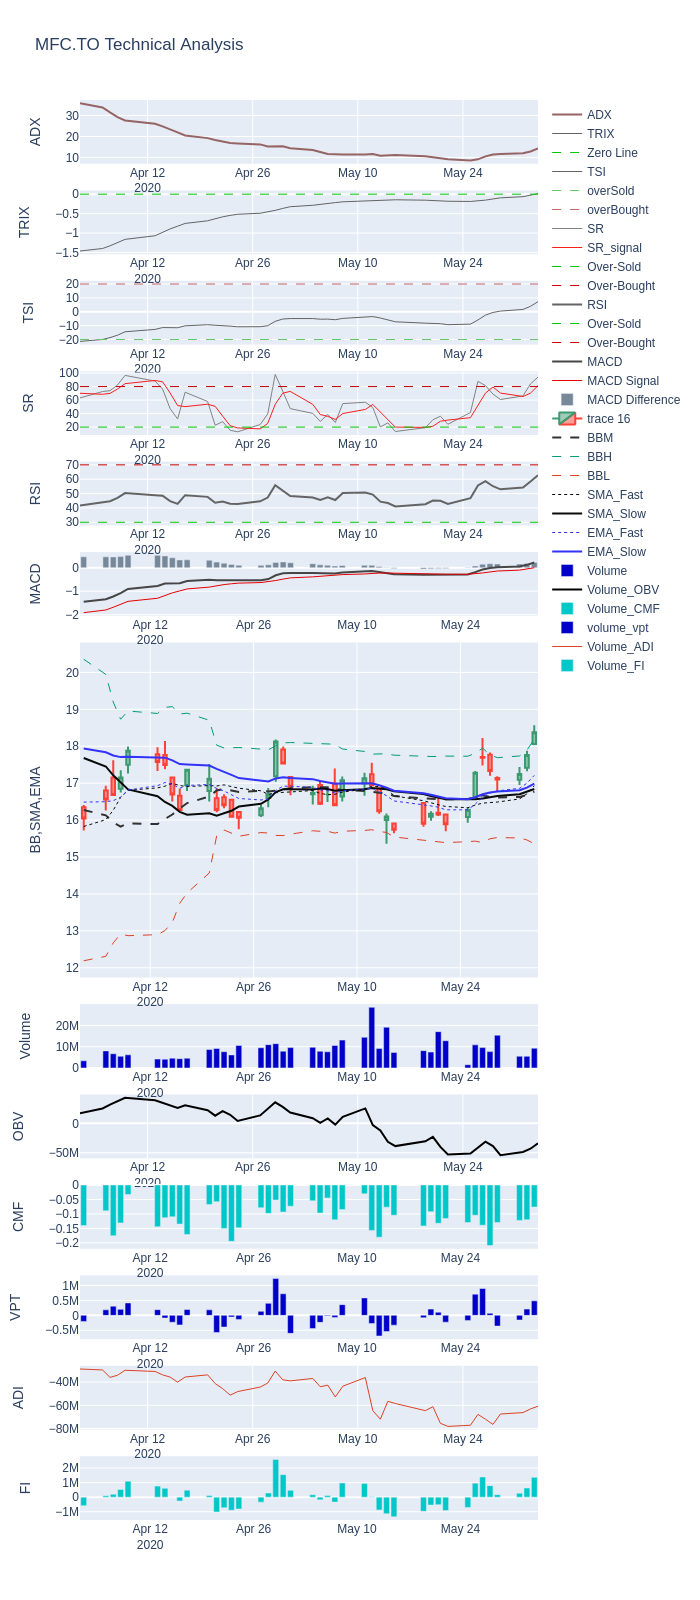 MFC.TO Technical Analysis
ADX
30
20
10
Apr 12
2020
Apr 26
May 10
May 24
TRIX
0
−0.5
−1
−1.5
Apr 12
2020
Apr 26
May 10
May 24
TSI
20
10
0
−10
−20
Apr 12
2020
Apr 26
May 10
May 24
SR
100
80
60
40
20
Apr 12
2020
Apr 26
May 10
May 24
RSI
70
60
50
40
30
Apr 12
2020
Apr 26
May 10
May 24
MACD
0
−1
−2
Apr 12
2020
Apr 26
May 10
May 24
BB,SMA,EMA
20
19
18
17
16
15
14
13
12
Apr 12
2020
Apr 26
May 10
May 24
Volume
20M
10M
0
Apr 12
2020
Apr 26
May 10
May 24
OBV
0
−50M
Apr 12
2020
Apr 26
May 10
May 24
CMF
0
−0.05
−0.1
−0.15
−0.2
Apr 12
2020
Apr 26
May 10
May 24
VPT
1M
0.5M
0
−0.5M
Apr 12
2020
Apr 26
May 10
May 24
ADI
−40M
−60M
−80M
Apr 12
2020
Apr 26
May 10
May 24
FI
2M
1M
0
−1M
Apr 12
2020
Apr 26
May 10
May 24
ADX
TRIX
Zero Line
TSI
overSold
overBought
SR
SR_signal
Over-Sold
Over-Bought
RSI
Over-Sold
Over-Bought
MACD
MACD Signal
MACD Difference
trace 16
BBM
BBH
BBL
SMA_Fast
SMA_Slow
EMA_Fast
EMA_Slow
Volume
Volume_OBV
Volume_CMF
volume_vpt
Volume_ADI
Volume_FI